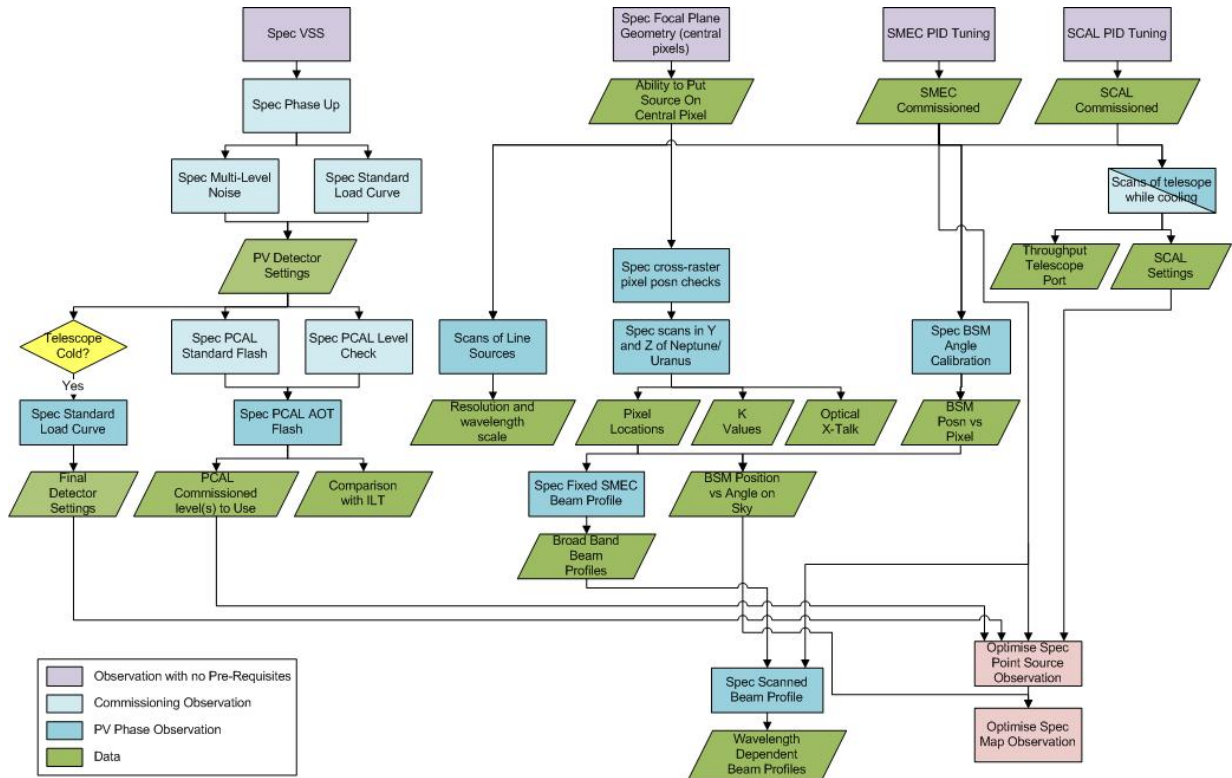 Spec VSS
Spec Focal Plane
Geometry (central
pixels)
SMEC PID Tuning
SCAL PID Tuning
Spec Phase Up
Ability to Put
Source On
Central Pixel
SMEC
Commissioned
SCAL
Commissioned
Spec Multi-Level
Noise
Spec Standard
Load Curve
Scans of telesope
while cooling
PV Detector
Settings
Spec cross-raster
pixel posn checks
Throughput
Telescope
Port
SCAL
Settings
Telescope
Cold?
Spec PCAL
Standard Flash
Spec PCAL Level
Check
Scans of Line
Sources
Spec scans in Y
and Z of Neptune/
Uranus
Spec BSM
Angle
Calibration
Yes
Spec Standard
Load Curve
Spec PCAL AOT
Flash
Resolution and
wavelength
scale
Pixel
Locations
K
Values
Optical
X-Talk
BSM
Posn vs
Pixel
Final
Detector
Settings
PCAL
Commissioned
level(s) to Use
Comparison
with ILT
Spec Fixed SMEC
Beam Profile
BSM Position
vs Angle on
Sky
Broad Band
Beam
Profiles
Optimise Spec
Point Source
Observation
Spec Scanned
Beam Profile
Optimise Spec
Map Observation
Wavelength
Dependent
Beam Profiles
Observation with no Pre-Requisites
Commissioning Observation
PV Phase Observation
Data